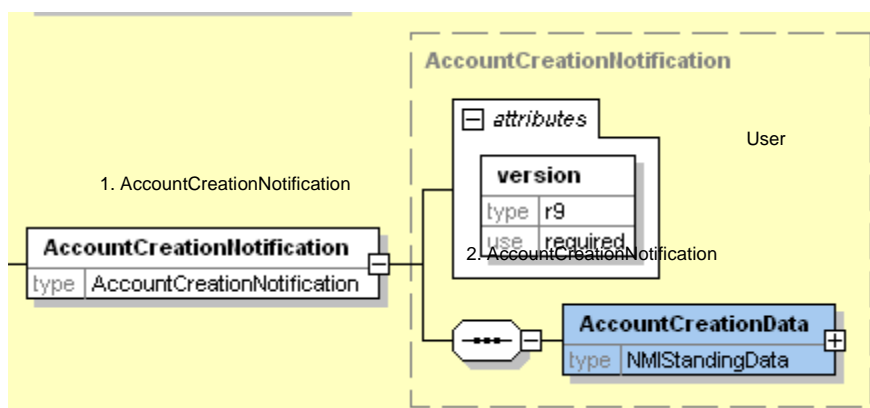 AccountCreationNotification
attributes
User
version
1. AccountCreationNotification
type r9
use required
AccountCreationNotification
2. AccountCreationNotification
type AccountCreationNotification
AccountCreationData
type NMIStandingData